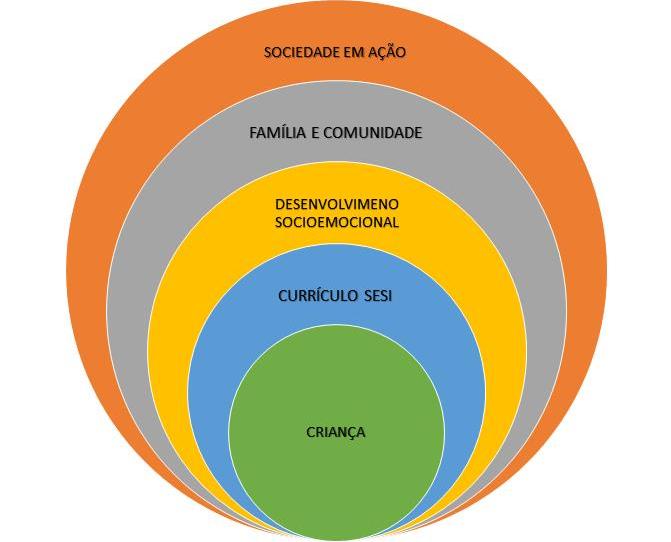 SOCIEDADE EM AÇÃO
FAMÍLIA E COMUNIDADE
DESENVOLVIMENO
SOCIOEMOCIONAL
CURRÍCULO SESI
CRIANÇA